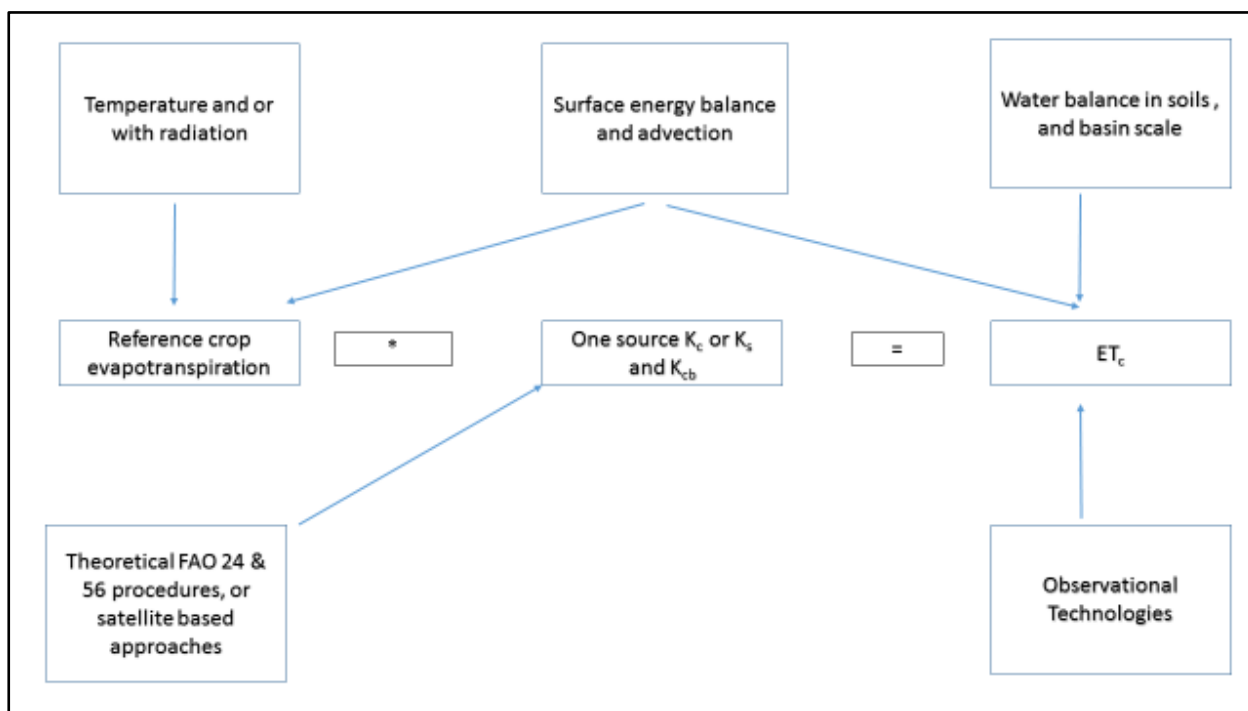 Temperature and or
with radiation
Surface energy balance
and advection
Water balance in soils ,
and basin scale
Reference crop
evapotranspiration
*
One source Kc or Ks
and Kcb
=
ETc
Theoretical FAO 24 &
56 procedures, or
satellite based
approaches
Observational
Technologies